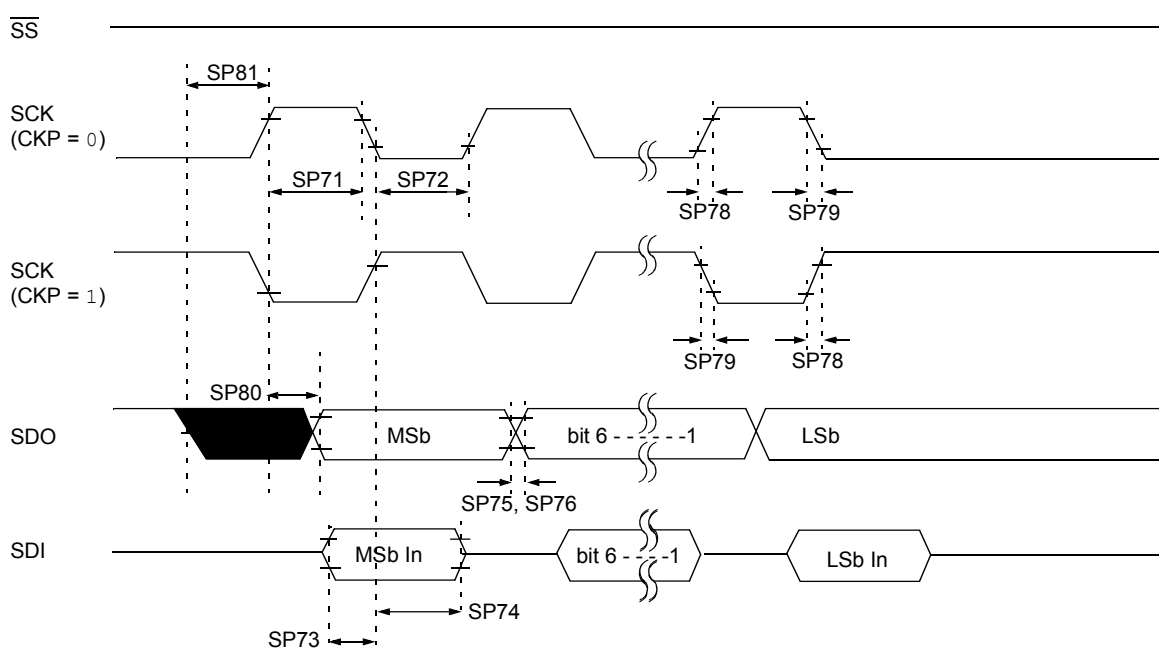 SS
SP81
SCK
(CKP = 0)
SP71
SP72
SP78
SP79
SCK
(CKP = 1)
SP79
SP78
SP80
SDO
MSb
bit 6 - - - - - -1
LSb
SP75, SP76
SDI
MSb In
bit 6 - - - - -1
LSb In
SP74
SP73